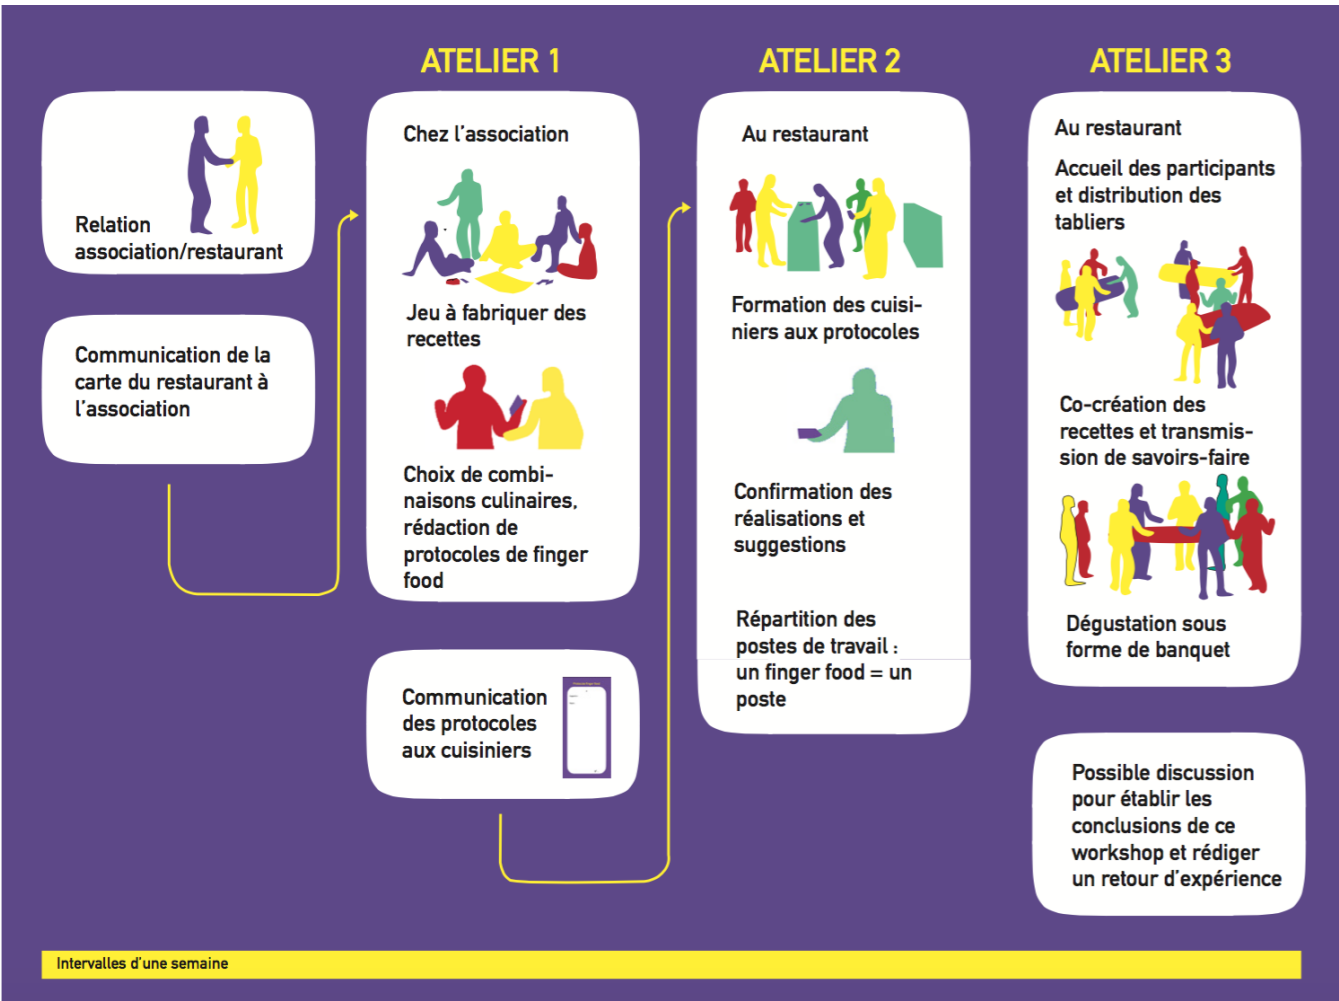 Relation
association/restaurant
Communication de la
carte du restaurant à
l'association
ATELIER 1
Chez l'association
Jeu à fabriquer des
recettes
Choix de combi-
naisons culinaires,
rédaction de
protocoles de finger
food
Communication
des protocoles
aux cuisiniers
ATELIER 2
Au restaurant
Formation des cuisi-
niers aux protocoles
Confirmation des
réalisations et
suggestions
Répartition des
postes de travail :
un finger food = un
poste
ATELIER 3
Au restaurant
Accueil des participants
et distribution des
tabliers
Co-création des
recettes et transmis-
sion de savoirs-faire
Dégustation sous
forme de banquet
Possible discussion
pour établir les
conclusions de ce
workshop et rédiger
un retour d'expérience
Intervalles d'une semaine